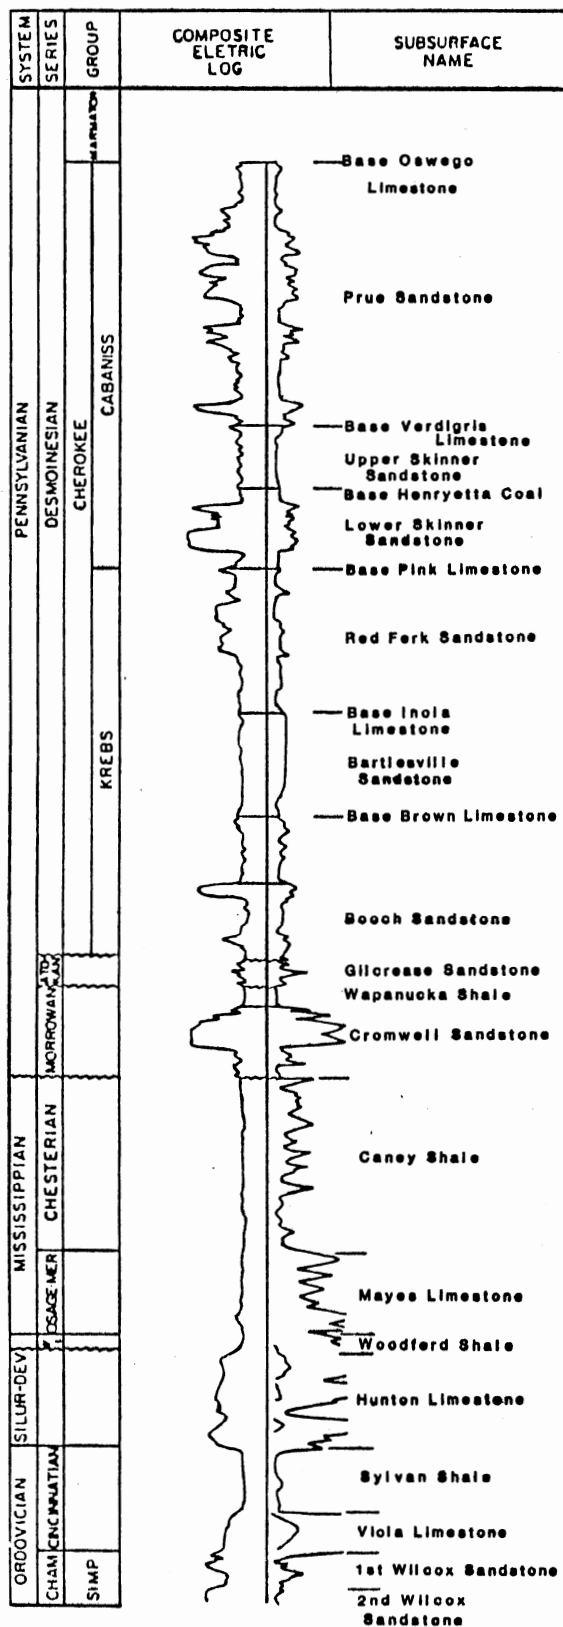 SYSTEM
SERIES
GROUP
COMPOSITE
ELETRIC
LOG
SUBSURFACE
NAME
MARMATON
Base Oswego
Limestone
Prue Sandstone
CABANISS
Base Verdigris
Limestone
PENNSYLVANIAN
DESMOINESIAN
CHEROKEE
Upper Skinner
Sandstone
Base Henryetta Coal
Lower Skinner
Sandstone
Base Pink Limestone
Red Fork Sandstone
KREBS
Base Inola
Limestone
Bartlesville
Sandstone
Base Brown Limestone
Booch Sandstone
ATO-
KAN
Gilcrease Sandstone
Wapanucka Shale
MORROWAN
Cromwell Sandstone
MISSISSIPPIAN
CHESTERIAN
Caney Shale
OSAGE-MER
Mayes Limestone
Woodford Shale
SILUR-DEV
Hunton Limestone
ORDOVICIAN
CINCINNATIAN
Sylvan Shale
Viola Limestone
CHAM
SIMP
1st Wilcox Sandstone
2nd Wilcox
Sandstone